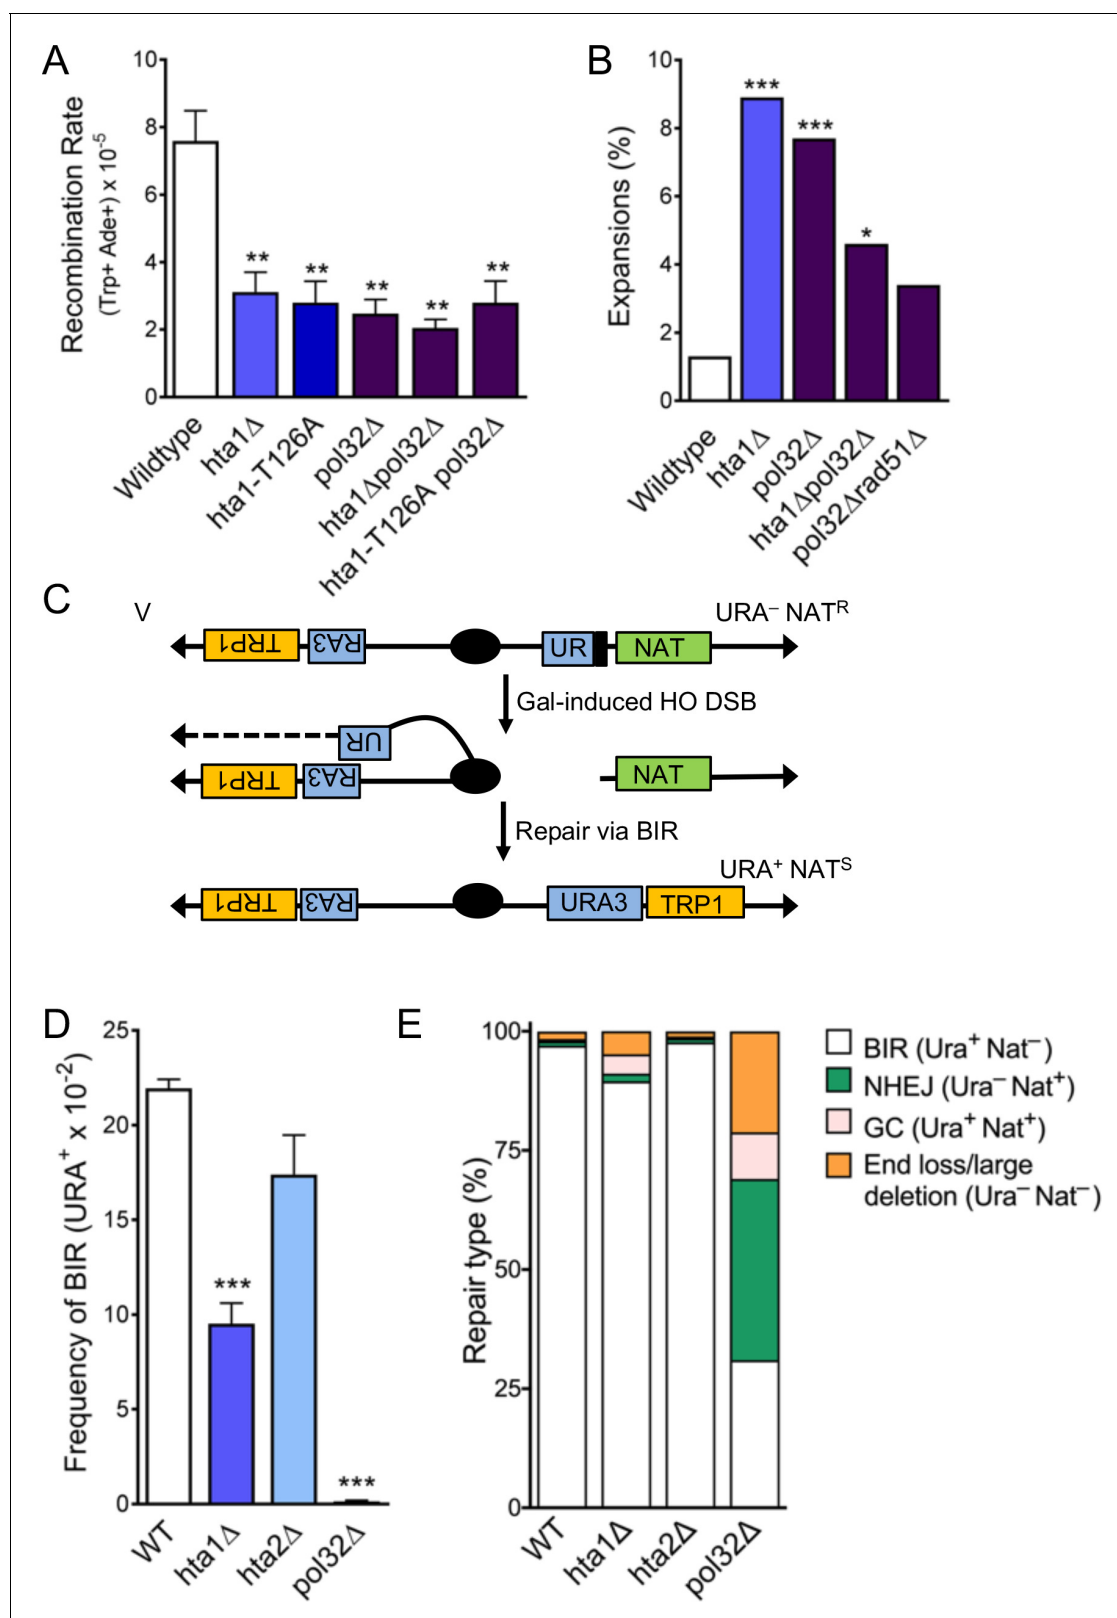 A
Recombination Rate
(Trp+ Ade+) x 10-5
10
8
6
4
2
0
**
**
**
**
**
Wildtype
hta1Δ
hta1-T126A
pol32Δ
hta1Δpol32Δ
hta1-T126A pol32Δ
B
Expansions (%)
10
8
6
4
2
0
***
***
*
Wildtype
hta1Δ
pol32Δ
hta1Δpol32Δ
pol32Δrad51Δ
C
V
URA– NATR
TRP1
RA3
UR
NAT
Gal-induced HO DSB
UR
TRP1
RA3
NAT
Repair via BIR
URA+ NATS
TRP1
RA3
URA3
TRP1
D
Frequency of BIR (URA+ x 10-2)
25
20
15
10
5
0
***
***
WT
hta1Δ
hta2Δ
pol32Δ
E
Repair type (%)
100
75
50
25
0
WT
hta1Δ
hta2Δ
pol32Δ
BIR (Ura+ Nat–)
NHEJ (Ura– Nat+)
GC (Ura+ Nat+)
End loss/large
deletion (Ura– Nat–)